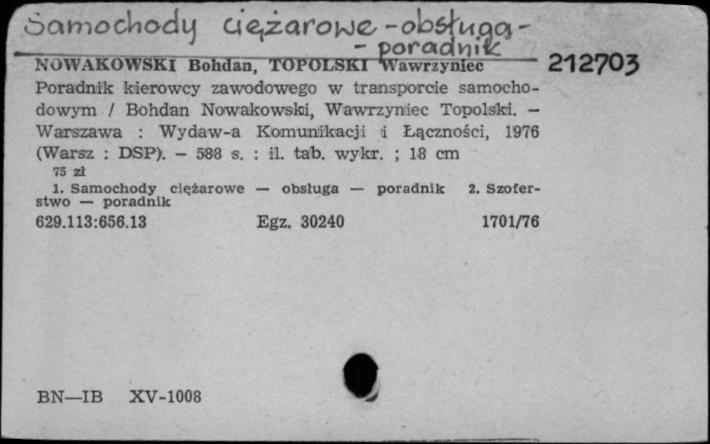 Samochody ciężarowe - obsługa -
- poradnik
NOWAKOWSKI Bohdan, TOPOLSKI Wawrzyniec 212703
Poradnik kierowcy zawodowego w transporcie samocho-
dowym / Bohdan Nowakowski, Wawrzyniec Topolski. —
Warszawa : Wydaw-a Komunikacji i Łączności, 1976
(Warsz : DSP). — 588 s. : il. tab. wykr. ; 18 cm
75 zł
1. Samochody ciężarowe — obsługa — poradnik 2. Szofer-
stwo — poradnik
629.113:656.13 Egz. 30240 1701/76
BN—IB XV-1008